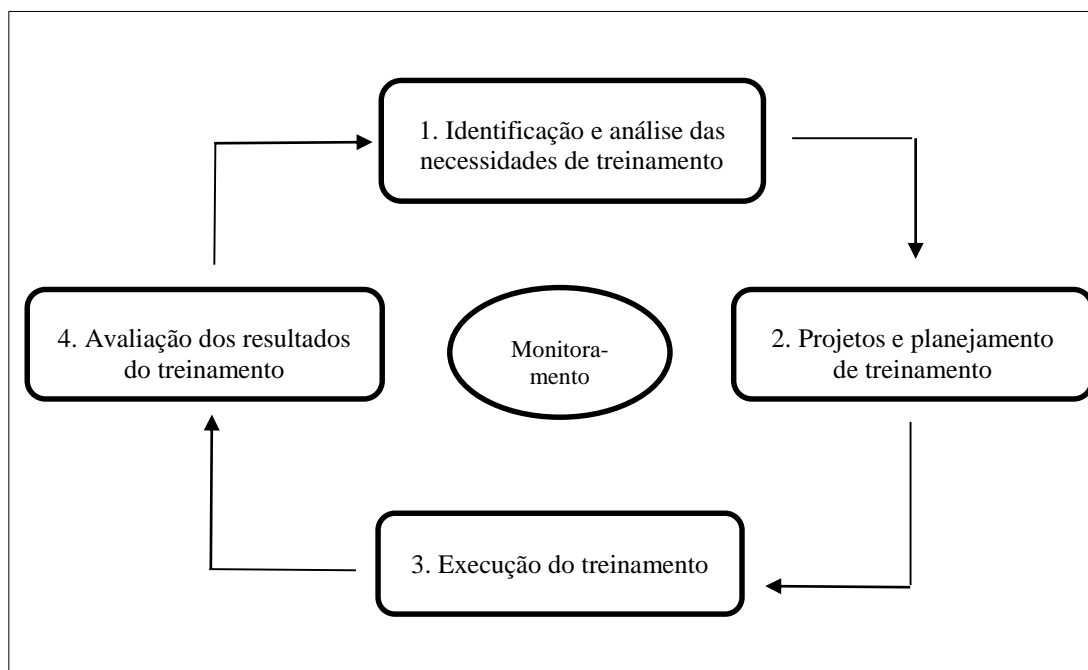 1. Identificação e análise das
necessidades de treinamento
4. Avaliação dos resultados
do treinamento
Monitora-
mento
2. Projetos e planejamento
de treinamento
3. Execução do treinamento